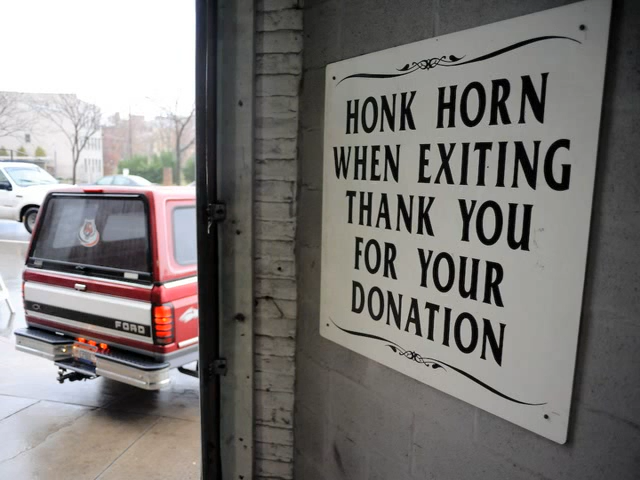 HONK HORN
WHEN EXITING
THANK YOU
FOR YOUR
DONATION
FORD